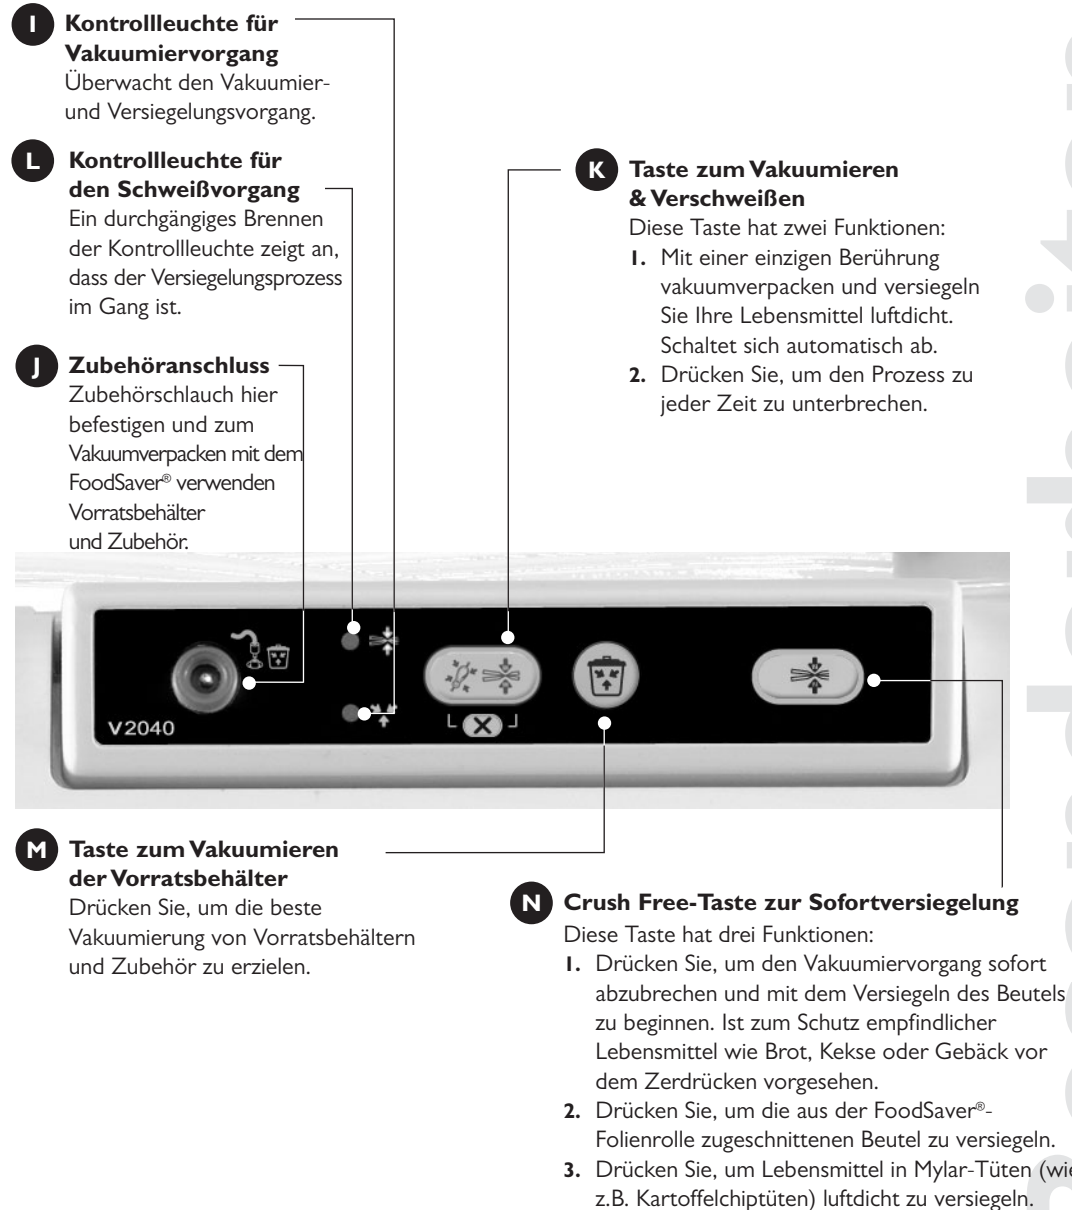 I Kontrollleuchte für
Vakuumiervorgang
Überwacht den Vakuumier-
und Versiegelungsvorgang.
L Kontrollleuchte für
den Schweißvorgang
Ein durchgängiges Brennen
der Kontrollleuchte zeigt an,
dass der Versiegelungsprozess
im Gang ist.
J Zubehöranschluss
Zubehörschlauch hier
befestigen und zum
Vakuumverpacken mit dem
FoodSaver® verwenden
Vorratsbehälter
und Zubehör.
K Taste zum Vakuumieren
& Verschweißen
Diese Taste hat zwei Funktionen:
1. Mit einer einzigen Berührung
vakuumverpacken und versiegeln
Sie Ihre Lebensmittel luftdicht.
Schaltet sich automatisch ab.
2. Drücken Sie, um den Prozess zu
jeder Zeit zu unterbrechen.
V2040
M Taste zum Vakuumieren
der Vorratsbehälter
Drücken Sie, um die beste
Vakuumierung von Vorratsbehältern
und Zubehör zu erzielen.
N Crush Free-Taste zur Sofortversiegelung
Diese Taste hat drei Funktionen:
1. Drücken Sie, um den Vakuumiervorgang sofort
abzubrechen und mit dem Versiegeln des Beutels
zu beginnen. Ist zum Schutz empfindlicher
Lebensmittel wie Brot, Kekse oder Gebäck vor
dem Zerdrücken vorgesehen.
2. Drücken Sie, um die aus der FoodSaver®-
Folienrolle zugeschnittenen Beutel zu versiegeln.
3. Drücken Sie, um Lebensmittel in Mylar-Tüten (wie
z.B. Kartoffelchiptüten) luftdicht zu versiegeln.